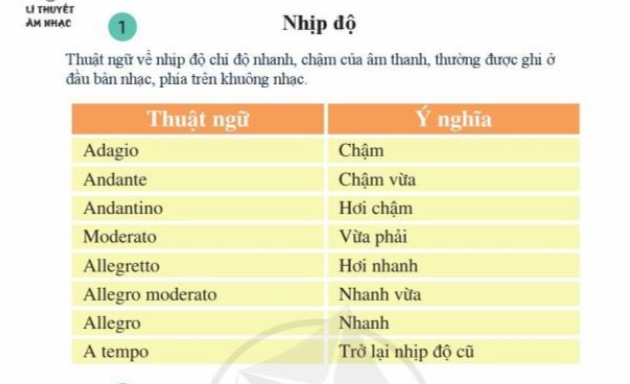 LÍ THUYẾT
ÂM NHẠC
1
Nhịp độ
Thuật ngữ về nhịp độ chỉ độ nhanh, chậm của âm thanh, thường được ghi ở
đầu bản nhạc, phía trên khuông nhạc.
Thuật ngữ Ý nghĩa
Adagio Chậm
Andante Chậm vừa
Andantino Hơi chậm
Moderato Vừa phải
Allegretto Hơi nhanh
Allegro moderato Nhanh vừa
Allegro Nhanh
A tempo Trở lại nhịp độ cũ